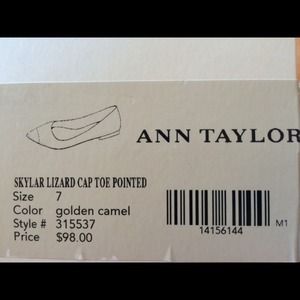 ANN TAYLOR
SKYLAR LIZARD CAP TOE POINTED
Size 7
Color golden camel
Style # 315537
Price $98.00
14156144
M1